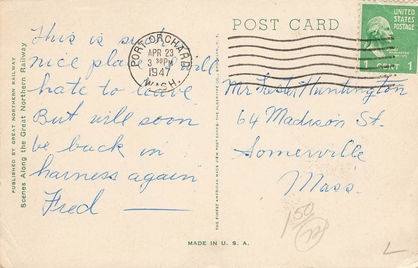 This is such
nice place will
hate to leave
But will soon
be back in
harness again
Fred
PUBLISHED BY GREAT NORTHERN RAILWAY
Scenes Along the Great Northern Railway
POST CARD
PORT ORCHARD
APR 23
3 30 PM
1947
WASH.
UNITED
STATES
POSTAGE
1 CENT 1
Mr Lester Huntington
64 Madison St.
Somerville
Mass.
150
MADE IN U. S. A.